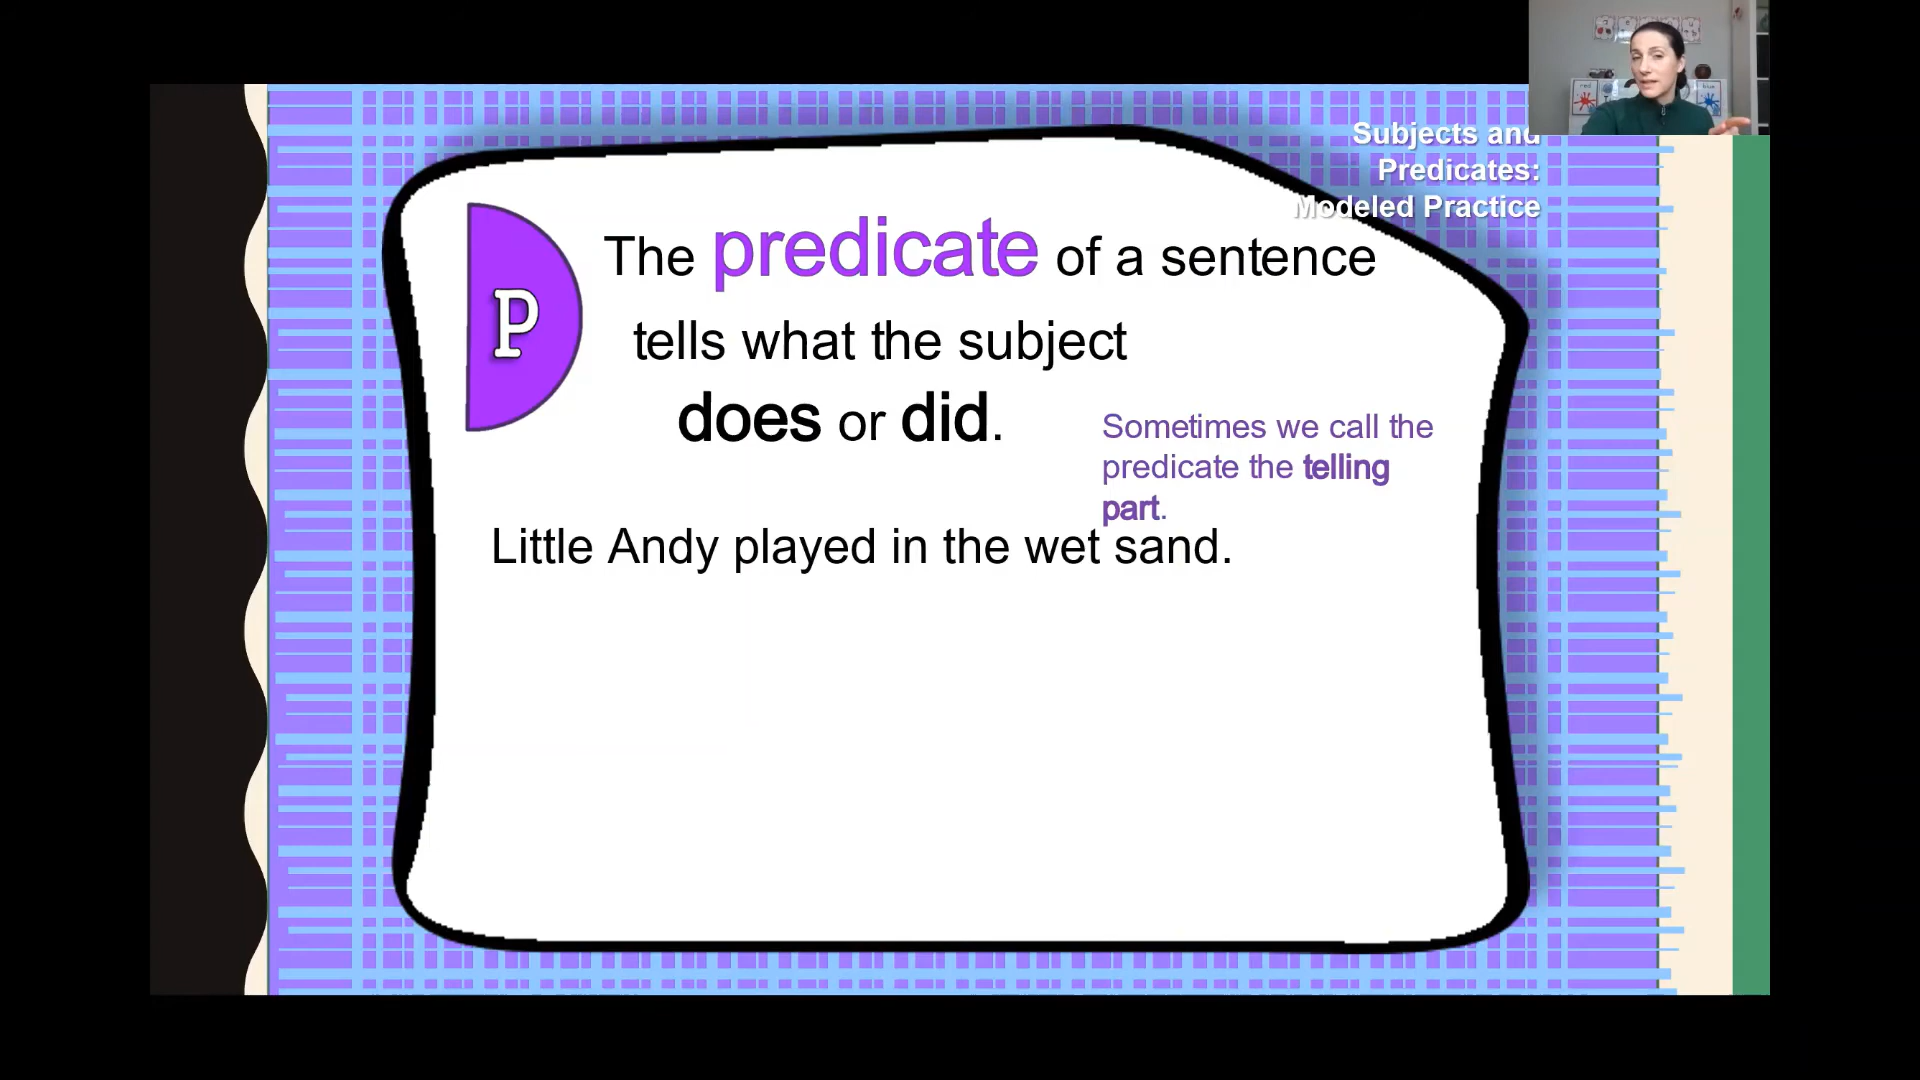 Subjects and
Predicates:
Modeled Practice
The predicate of a sentence
tells what the subject
does or did.
P
Sometimes we call the
predicate the telling
part.
Little Andy played in the wet sand.